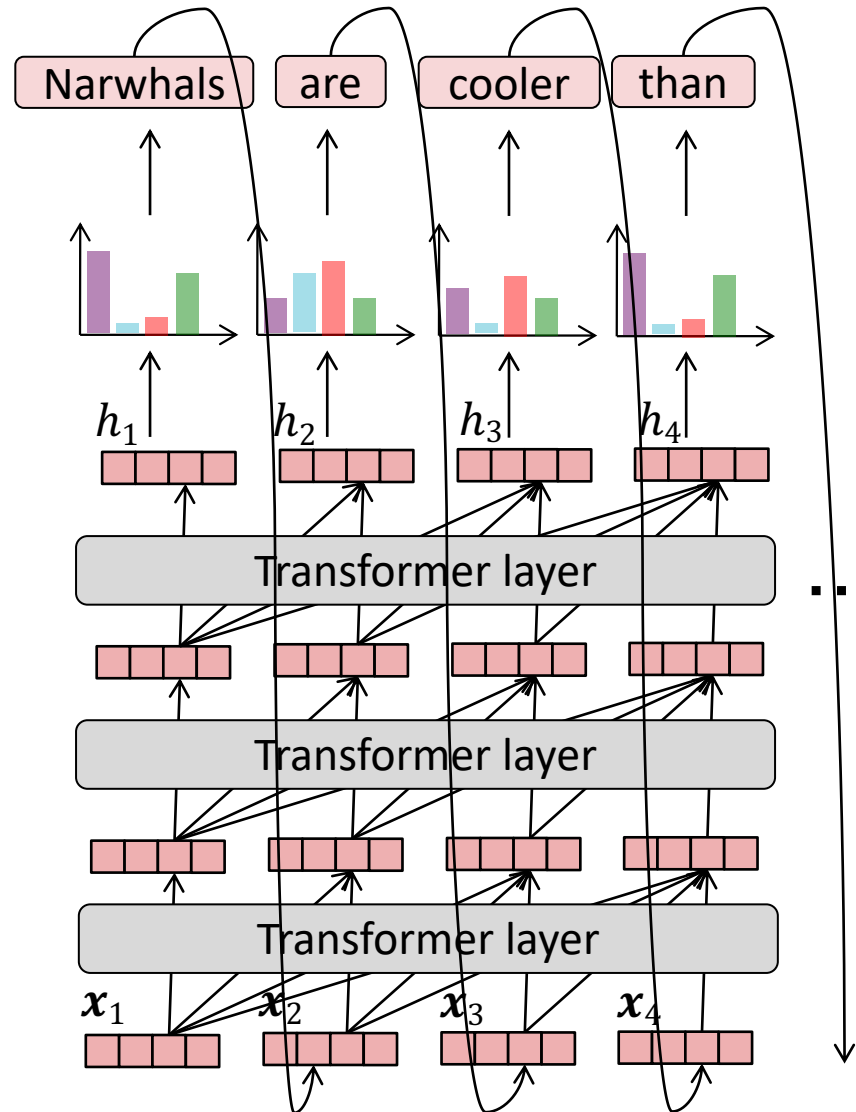 Narwhals are cooler than
h₁ h₂ h₃ h₄
Transformer layer
..
Transformer layer
Transformer layer
x₁ x₂ x₃ x₄